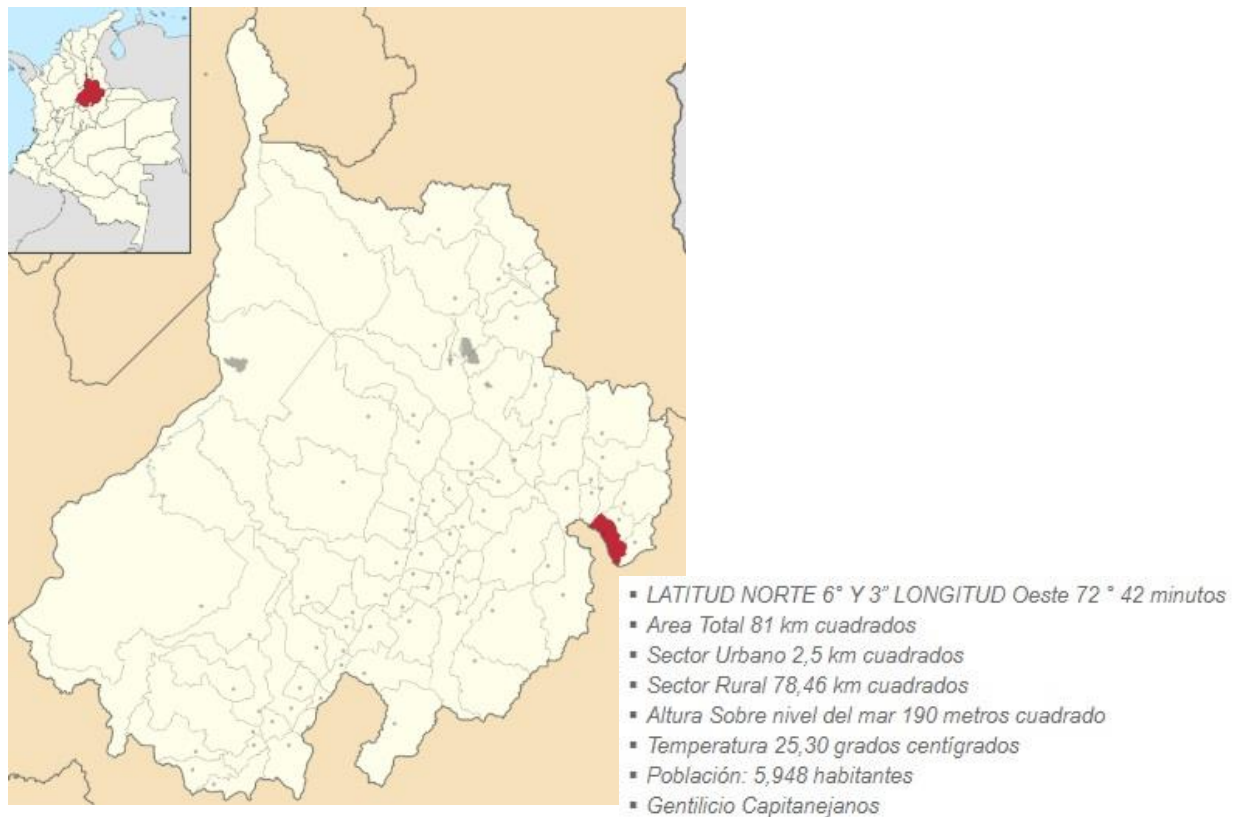 ▪ LATITUD NORTE 6° Y 3" LONGITUD Oeste 72 ° 42 minutos
▪ Area Total 81 km cuadrados
▪ Sector Urbano 2,5 km cuadrados
▪ Sector Rural 78,46 km cuadrados
▪ Altura Sobre nivel del mar 190 metros cuadrado
▪ Temperatura 25,30 grados centígrados
▪ Población: 5,948 habitantes
▪ Gentilicio Capitanejanos